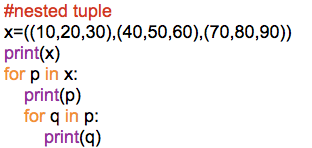 #nested tuple
x=((10,20,30),(40,50,60),(70,80,90))
print(x)
for p in x:
    print(p)
    for q in p:
        print(q)